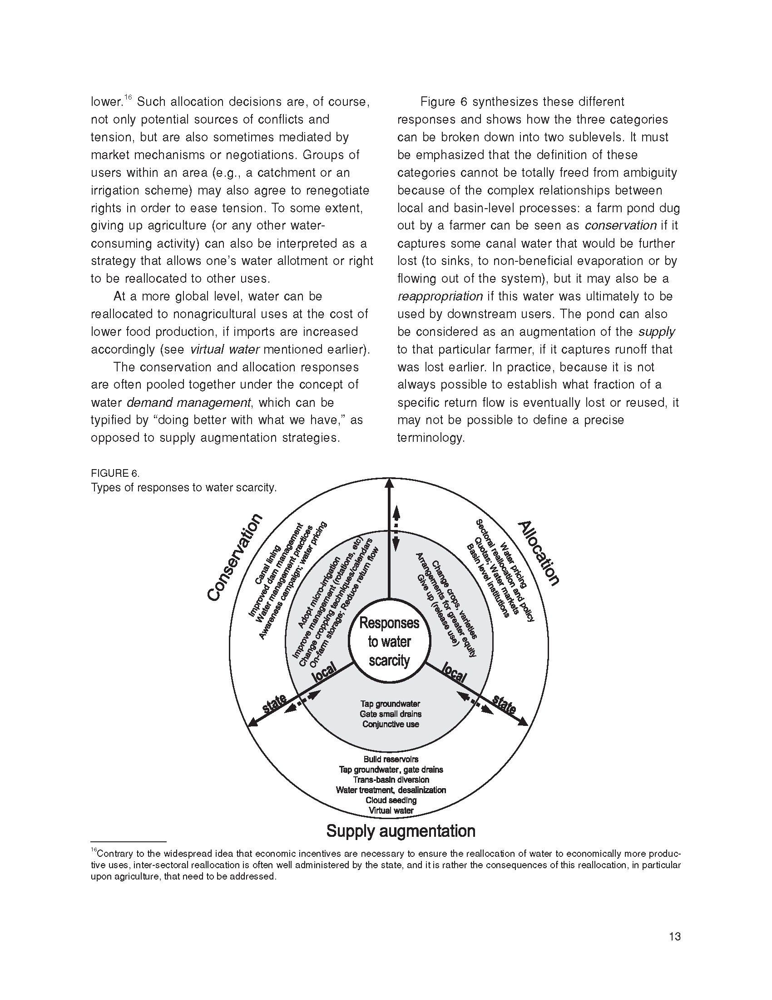 lower.16 Such allocation decisions are, of course,
not only potential sources of conflicts and
tension, but are also sometimes mediated by
market mechanisms or negotiations. Groups of
users within an area (e.g., a catchment or an
irrigation scheme) may also agree to renegotiate
rights in order to ease tension. To some extent,
giving up agriculture (or any other water-
consuming activity) can also be interpreted as a
strategy that allows one's water allotment or right
to be reallocated to other uses.
At a more global level, water can be
reallocated to nonagricultural uses at the cost of
lower food production, if imports are increased
accordingly (see virtual water mentioned earlier).
The conservation and allocation responses
are often pooled together under the concept of
water demand management, which can be
typified by “doing better with what we have,” as
opposed to supply augmentation strategies.
Figure 6 synthesizes these different
responses and shows how the three categories
can be broken down into two sublevels. It must
be emphasized that the definition of these
categories cannot be totally freed from ambiguity
because of the complex relationships between
local and basin-level processes: a farm pond dug
out by a farmer can be seen as conservation if it
captures some canal water that would be further
lost (to sinks, to non-beneficial evaporation or by
flowing out of the system), but it may also be a
reappropriation if this water was ultimately to be
used by downstream users. The pond can also
be considered as an augmentation of the supply
to that particular farmer, if it captures runoff that
was lost earlier. In practice, because it is not
always possible to establish what fraction of a
specific return flow is eventually lost or reused, it
may not be possible to define a precise
terminology.
FIGURE 6.
Types of responses to water scarcity.
Conservation
Canal lining
Improved dam management
Water management practices
Awareness campaign; water pricing
Adopt micro-irrigation
Improve management (rotations, etc)
Change cropping techniques/calendars
On-farm storage; Reduce return flow
Allocation
Water pricing
Sectoral reallocation and policy
Quotas; Water markets
Basin level institutions
Change crops, varieties
Arrangements for greater equity
Give up (release use)
Responses
to water
scarcity
local
state
local
state
Tap groundwater
Gate small drains
Conjunctive use
Build reservoirs
Tap groundwater, gate drains
Trans-basin diversion
Water treatment, desalinization
Cloud seeding
Virtual water
Supply augmentation
16Contrary to the widespread idea that economic incentives are necessary to ensure the reallocation of water to economically more produc-
tive uses, inter-sectoral reallocation is often well administered by the state, and it is rather the consequences of this reallocation, in particular
upon agriculture, that need to be addressed.
13